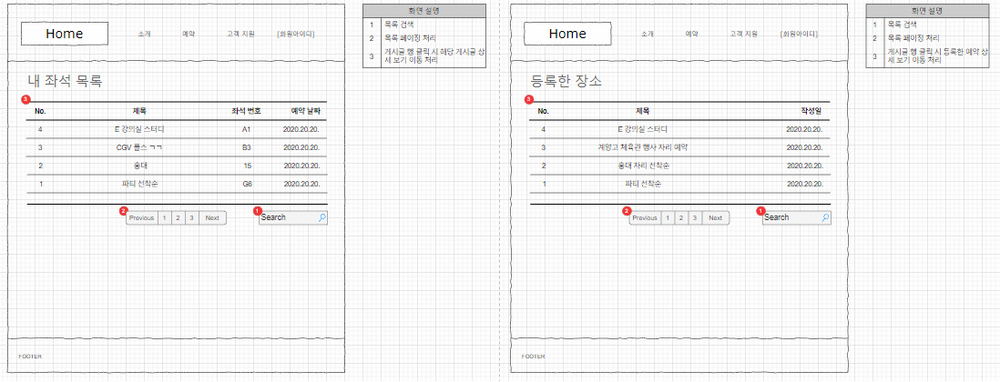 Home 소개 예약 고객 지원 [회원아이디]
내 좌석 목록
3
No. 제목 좌석 번호 예약 날짜
4 E 강의실 스터디 A1 2020.20.20.
3 CGV 플스 ㄱㄱ B3 2020.20.20.
2 홍대 15 2020.20.20.
1 파티 선착순 G6 2020.20.20.
2 Previous 1 2 3 Next 1 Search
FOOTER
화면 설명
1 목록 검색
2 목록 페이징 처리
3 게시글 행 클릭 시 해당 게시글 상
세 보기 이동 처리
Home 소개 예약 고객 지원 [회원아이디]
등록한 장소
3
No. 제목 작성일
4 E 강의실 스터디 2020.20.20.
3 계양고 체육관 행사 자리 예약 2020.20.20.
2 홍대 자리 선착순 2020.20.20.
1 파티 선착순 2020.20.20.
2 Previous 1 2 3 Next 1 Search
FOOTER
화면 설명
1 목록 검색
2 목록 페이징 처리
3 게시글 행 클릭 시 등록한 예약 상
세 보기 이동 처리